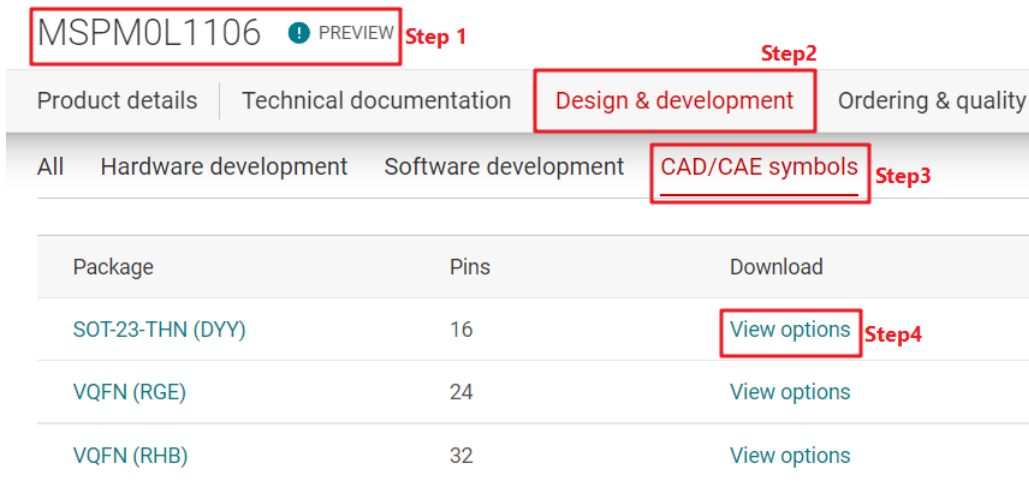 MSPM0L1106 ! PREVIEW Step 1
Step2
Product details Technical documentation Design & development Ordering & quality
All Hardware development Software development CAD/CAE symbols Step3
Package Pins Download
SOT-23-THN (DYY) 16 View options Step4
VQFN (RGE) 24 View options
VQFN (RHB) 32 View options